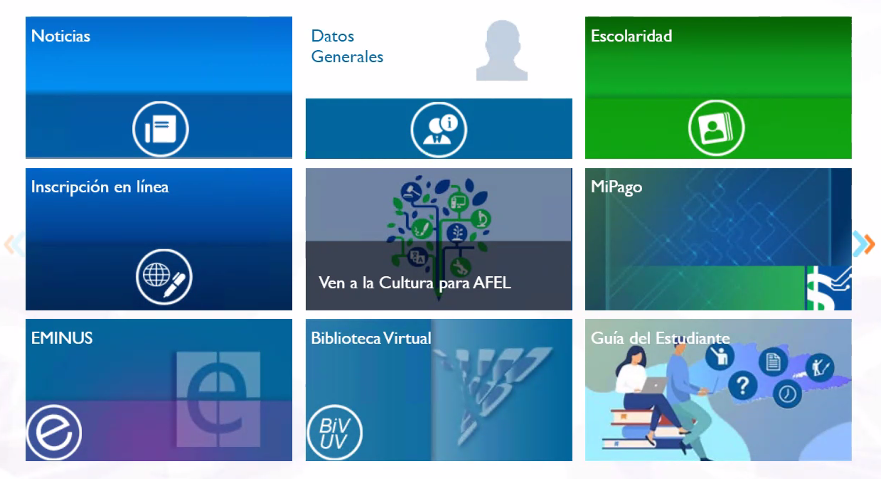 Noticias
Datos
Generales
Escolaridad
Inscripción en línea
Ven a la Cultura para AFEL
MiPago
$
EMINUS
e
e
Biblioteca Virtual
BiV
UV
Guía del Estudiante
?